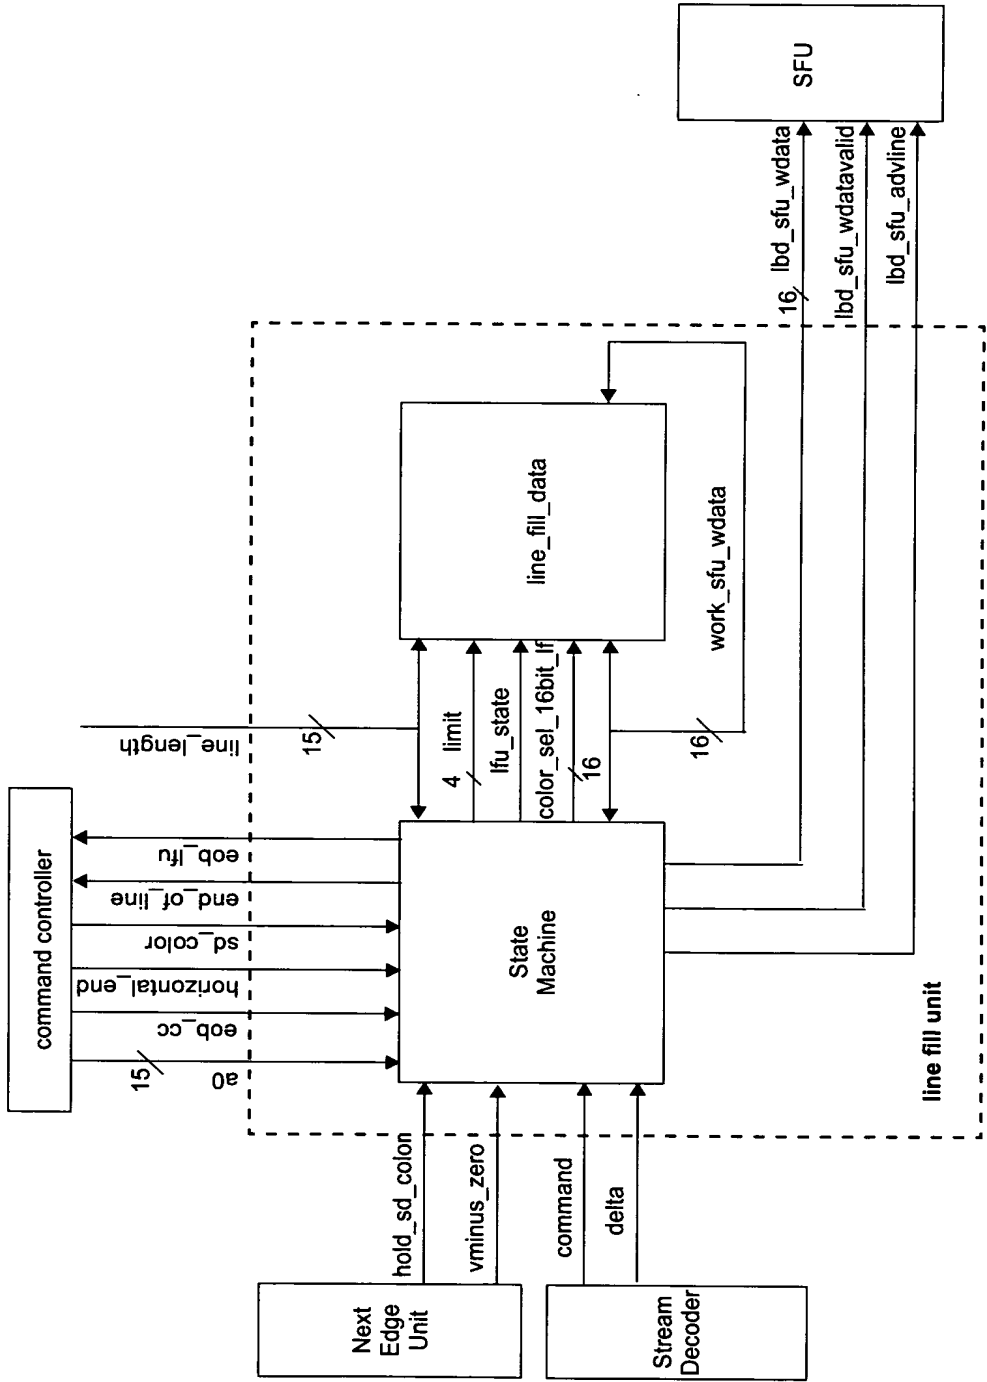 command controller
eob_lfu
end_of_line
sd_color
horizontal_end
eob_cc
a0
15
line_length
15
Next
Edge
Unit
hold_sd_colon
vminus_zero
Stream
Decoder
command
delta
State
Machine
4
limit
lfu_state
color_sel_16bit_lf
16
line_fill_data
16
work_sfu_wdata
line fill unit
16
lbd_sfu_wdata
lbd_sfu_wdatavalid
lbd_sfu_advline
SFU